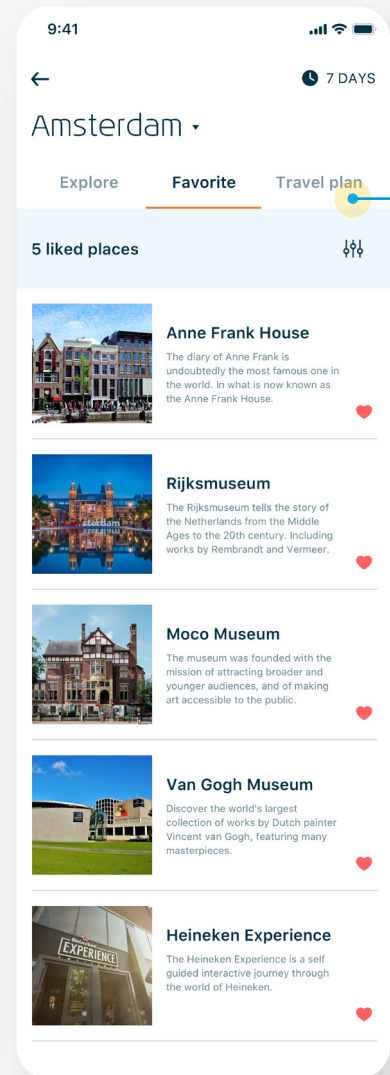 9:41
7 DAYS
Amsterdam
Explore Favorite Travel plan
5 liked places
Anne Frank House
The diary of Anne Frank is
undoubtedly the most famous one in
the world. In what is now known as
the Anne Frank House.
Rijksmuseum
The Rijksmuseum tells the story of
the Netherlands from the Middle
Ages to the 20th century. Including
works by Rembrandt and Vermeer.
sterdam
Moco Museum
The museum was founded with the
mission of attracting broader and
younger audiences, and of making
art accessible to the public.
Moco
Van Gogh Museum
Discover the world's largest
collection of works by Dutch painter
Vincent van Gogh, featuring many
masterpieces.
Heineken Experience
The Heineken Experience is a self
guided interactive journey through
the world of Heineken.
Heineken
EXPERIENCE